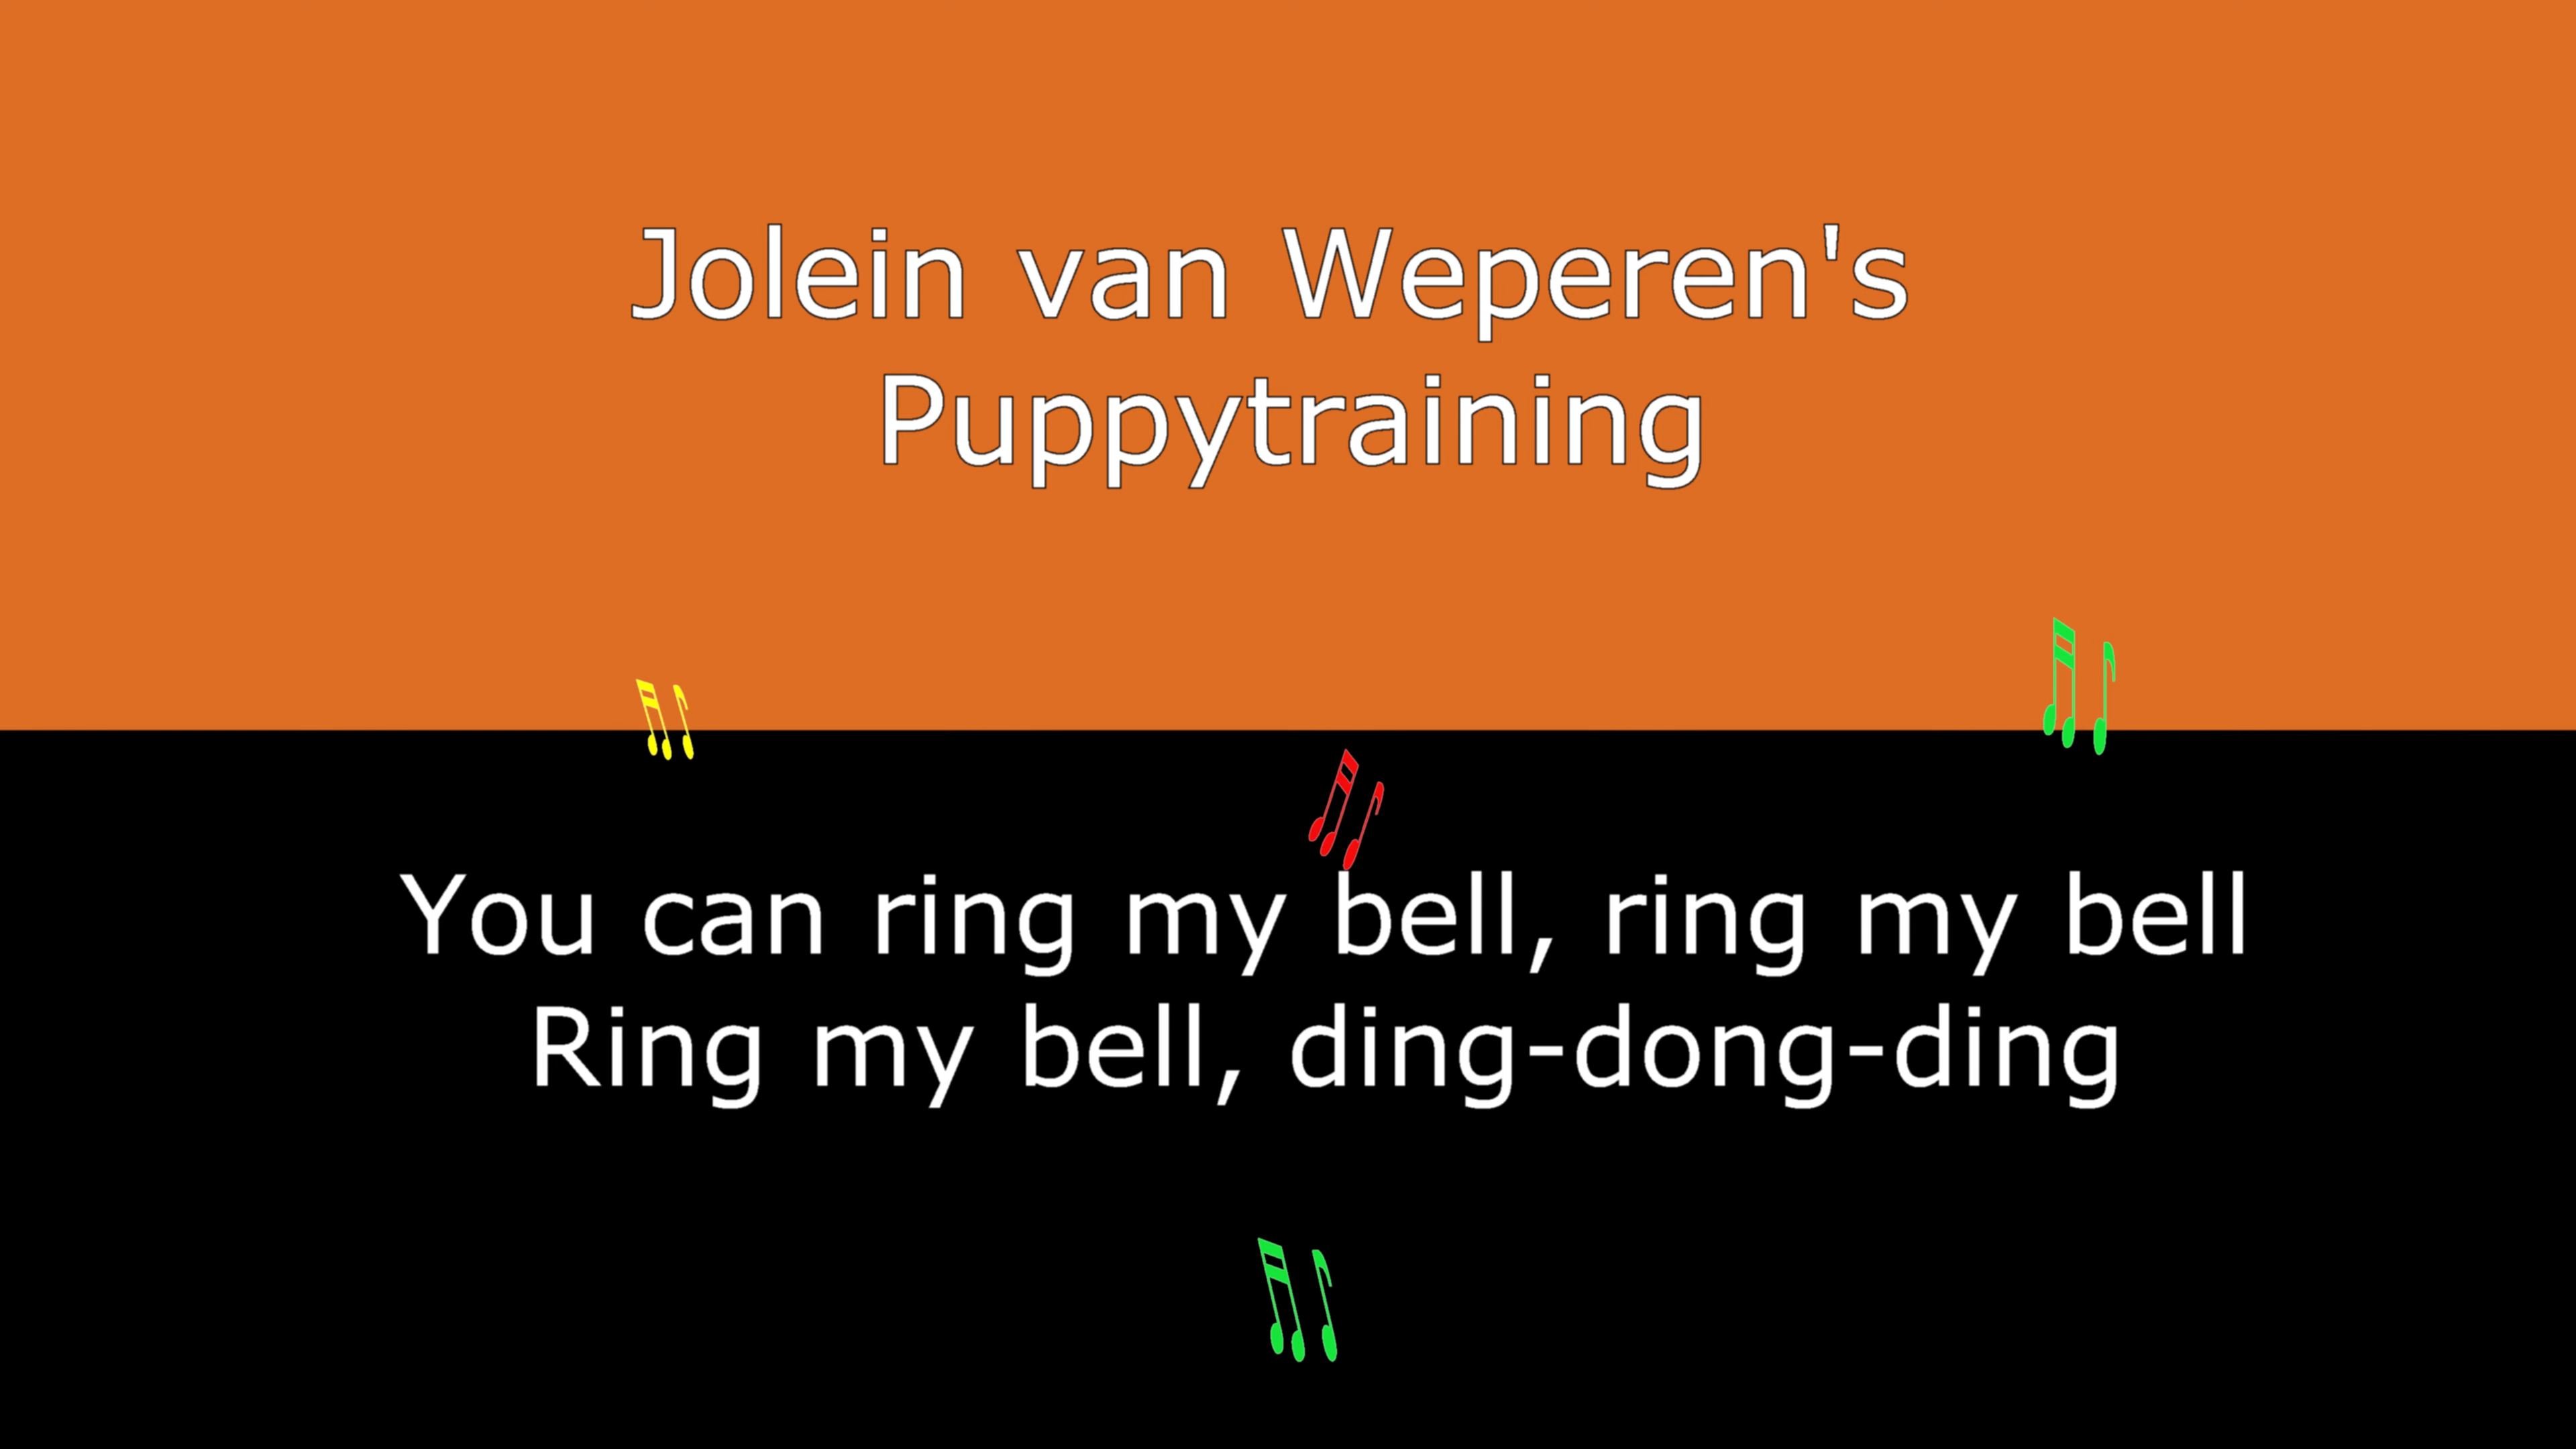 Jolein van Weperen's
Puppytraining
You can ring my bell, ring my bell
Ring my bell, ding-dong-ding